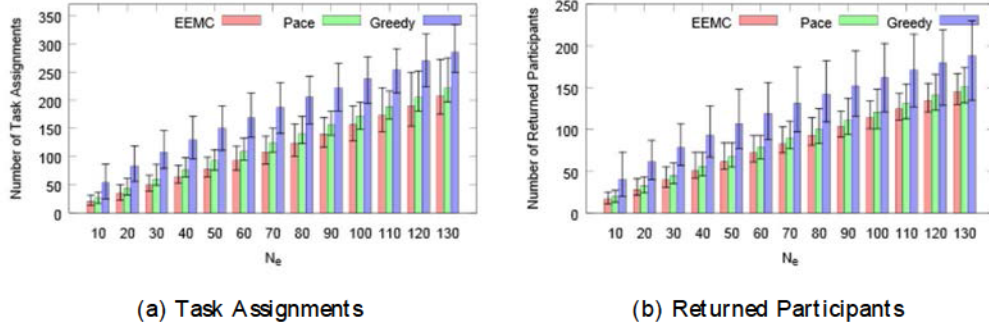 EEMC Pace Greedy
Number of Task Assignments
350
300
250
200
150
100
50
0
10 20 30 40 50 60 70 80 90 100 110 120 130
Ne
(a) Task Assignments
EEMC Pace Greedy
Number of Returned Participants
250
200
150
100
50
0
10 20 30 40 50 60 70 80 90 100 110 120 130
Ne
(b) Returned Participants